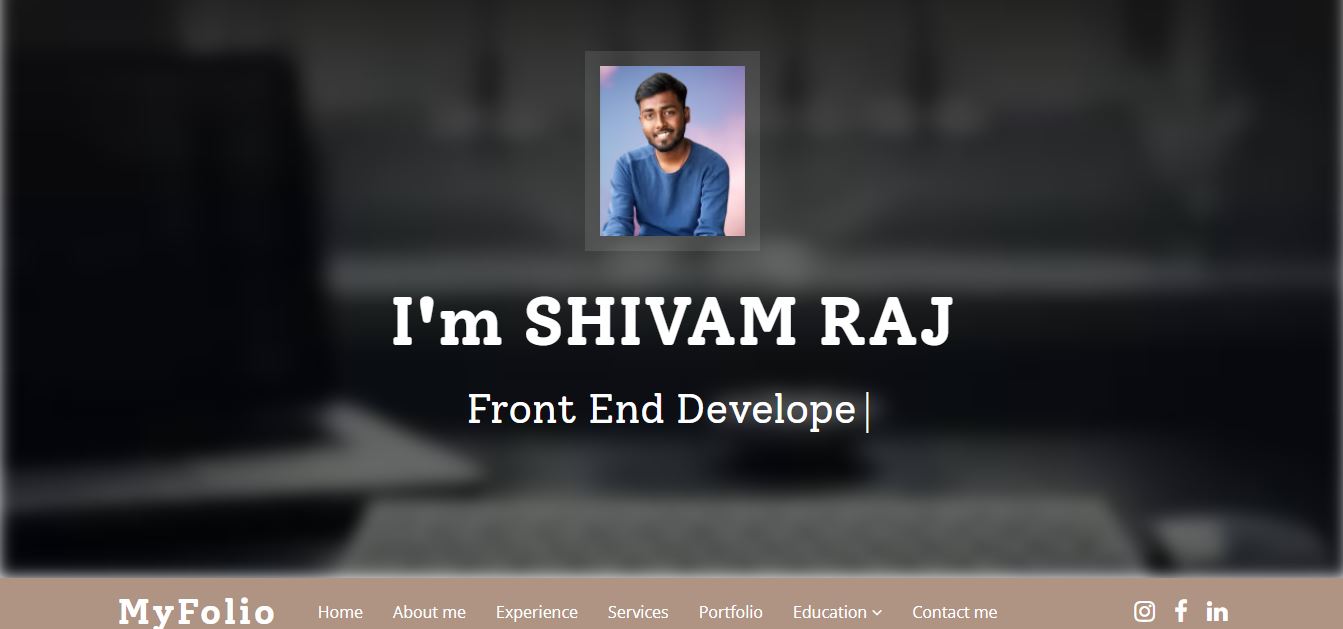 I'm SHIVAM RAJ
Front End Develope
MyFolio Home About me Experience Services Portfolio Education Contact me